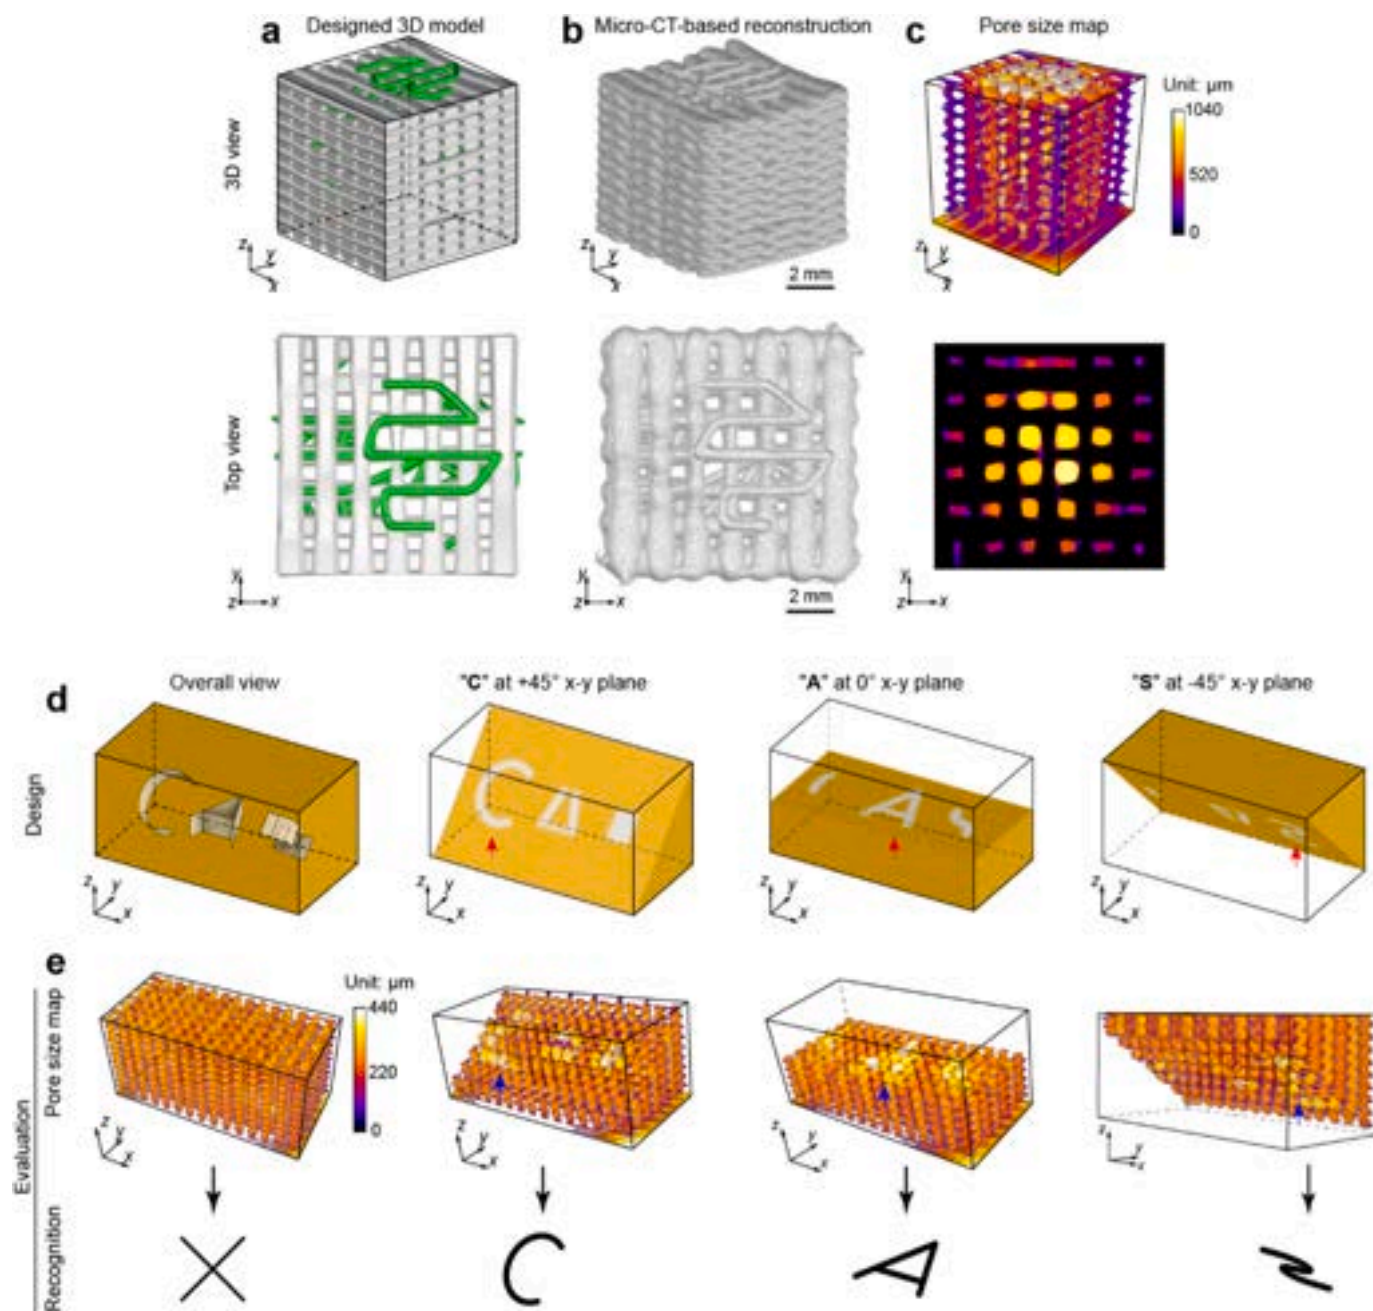 a Designed 3D model
b Micro-CT-based reconstruction
c Pore size map
3D view
z y x
z y x
2 mm
z y x
Unit: μm
1040
520
0
Top view
y z x
y z x
2 mm
y z x
d Overall view
"C" at +45° x-y plane
"A" at 0° x-y plane
"S" at -45° x-y plane
Design
C A
A S
z y x
z y x
z y x
z y x
e
Evaluation
Pore size map
Unit: μm
440
220
0
z y x
z y x
z y x
z y x
Recognition
C
A
S